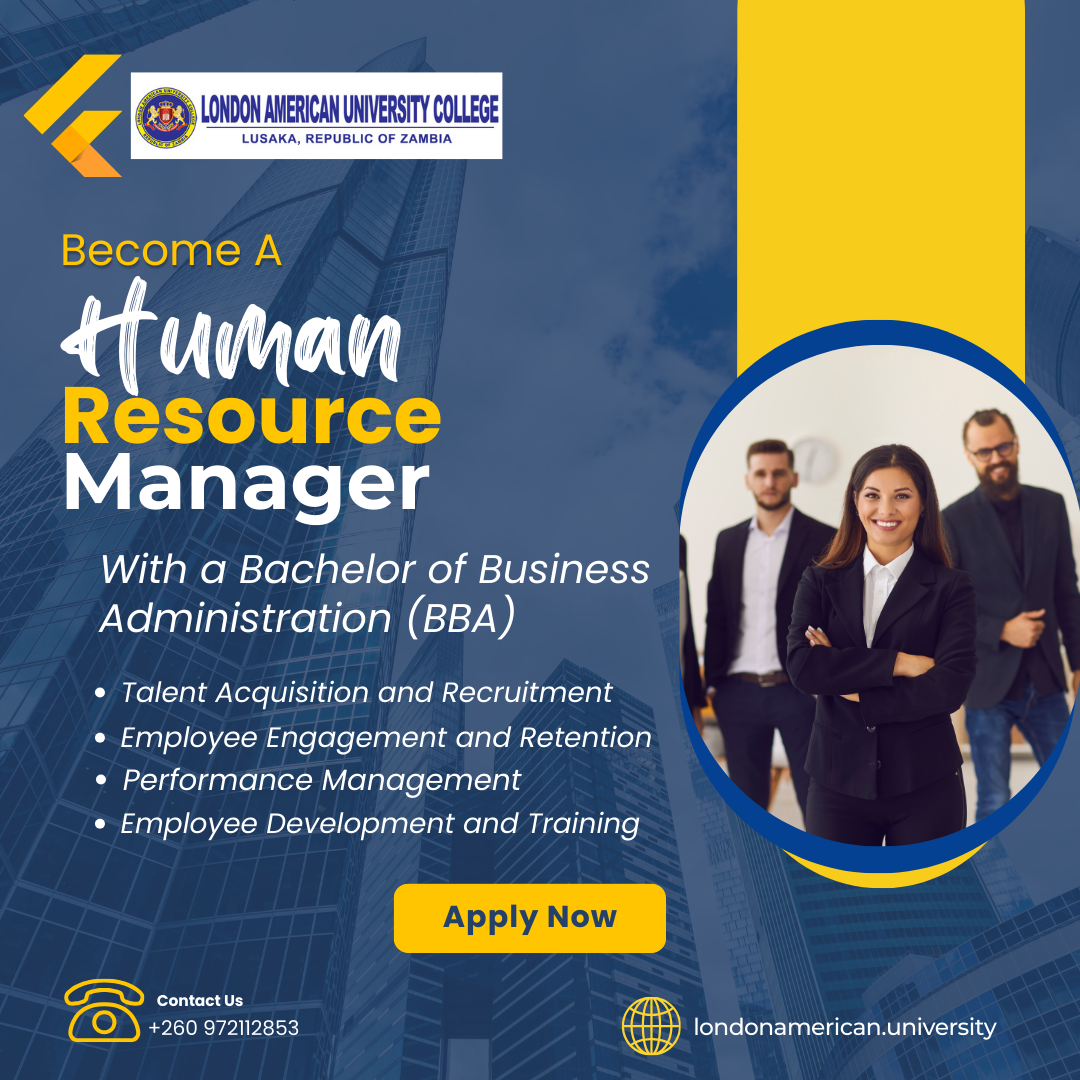 LONDON AMERICAN UNIVERSITY COLLEGE
LUSAKA, REPUBLIC OF ZAMBIA
Become A
Human
Resource
Manager
With a Bachelor of Business
Administration (BBA)
• Talent Acquisition and Recruitment
• Employee Engagement and Retention
• Performance Management
• Employee Development and Training
Apply Now
Contact Us
+260 972112853
londonamerican.university